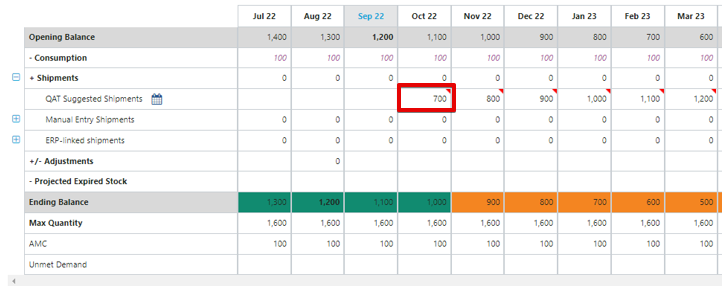 Jul 22 Aug 22 Sep 22 Oct 22 Nov 22 Dec 22 Jan 23 Feb 23 Mar 23
Opening Balance 1,400 1,300 1,200 1,100 1,000 900 800 700 600
- Consumption 100 100 100 100 100 100 100 100 100
+ Shipments 0 0 0 0 0 0 0 0
QAT Suggested Shipments 700 800 900 1,000 1,100 1,200
Manual Entry Shipments 0 0 0 0 0 0 0 0
ERP-linked shipments 0 0 0 0 0 0 0 0
+/- Adjustments 0
- Projected Expired Stock
Ending Balance 1,300 1,200 1,100 1,000 900 800 700 600 500
Max Quantity 1,600 1,600 1,600 1,600 1,600 1,600 1,600 1,600 1,600
AMC 100 100 100 100 100 100 100 100 100
Unmet Demand